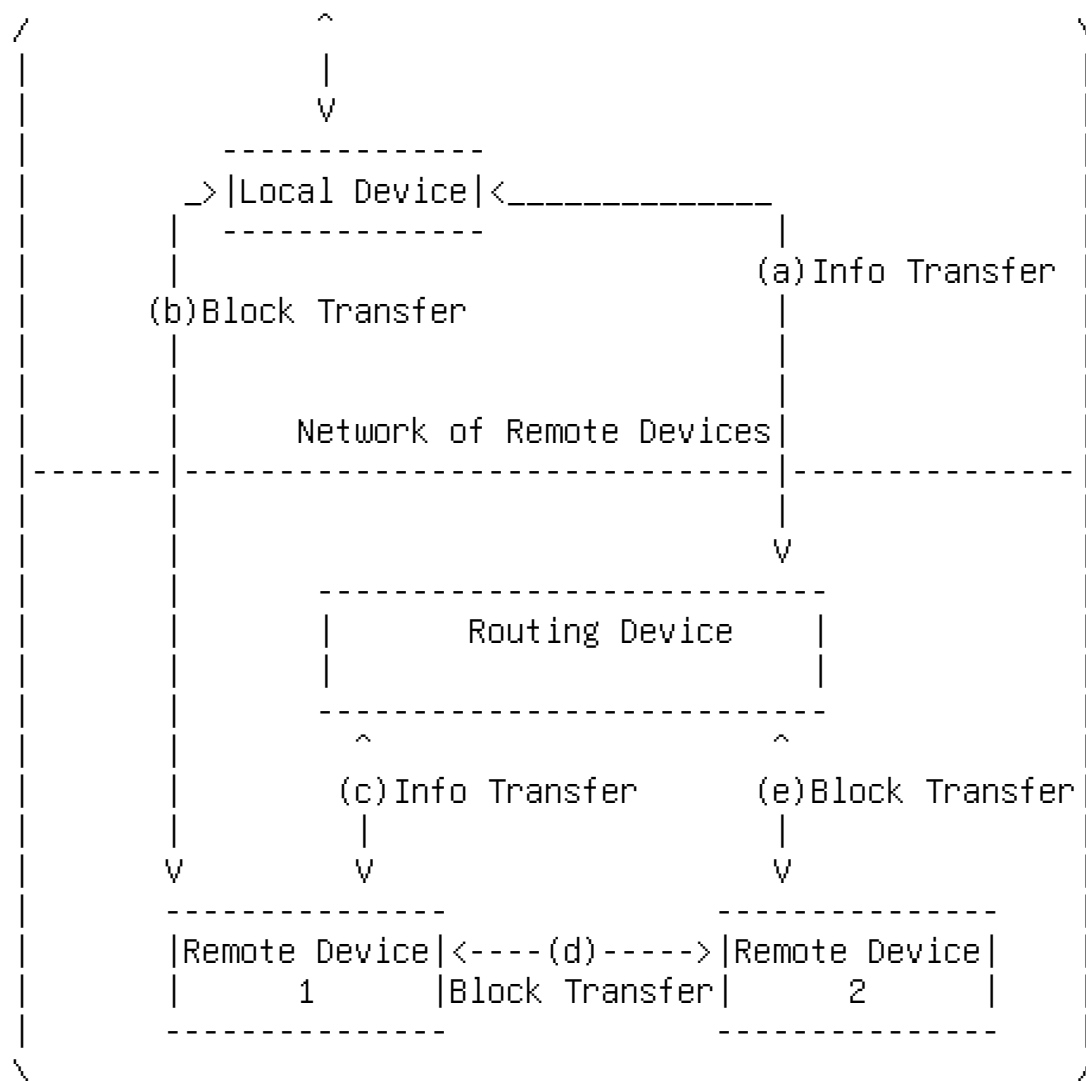 Local Device
(a)Info Transfer
(b)Block Transfer
Network of Remote Devices
Routing Device
(c)Info Transfer (e)Block Transfer
Remote Device (d) Remote Device
1 Block Transfer 2